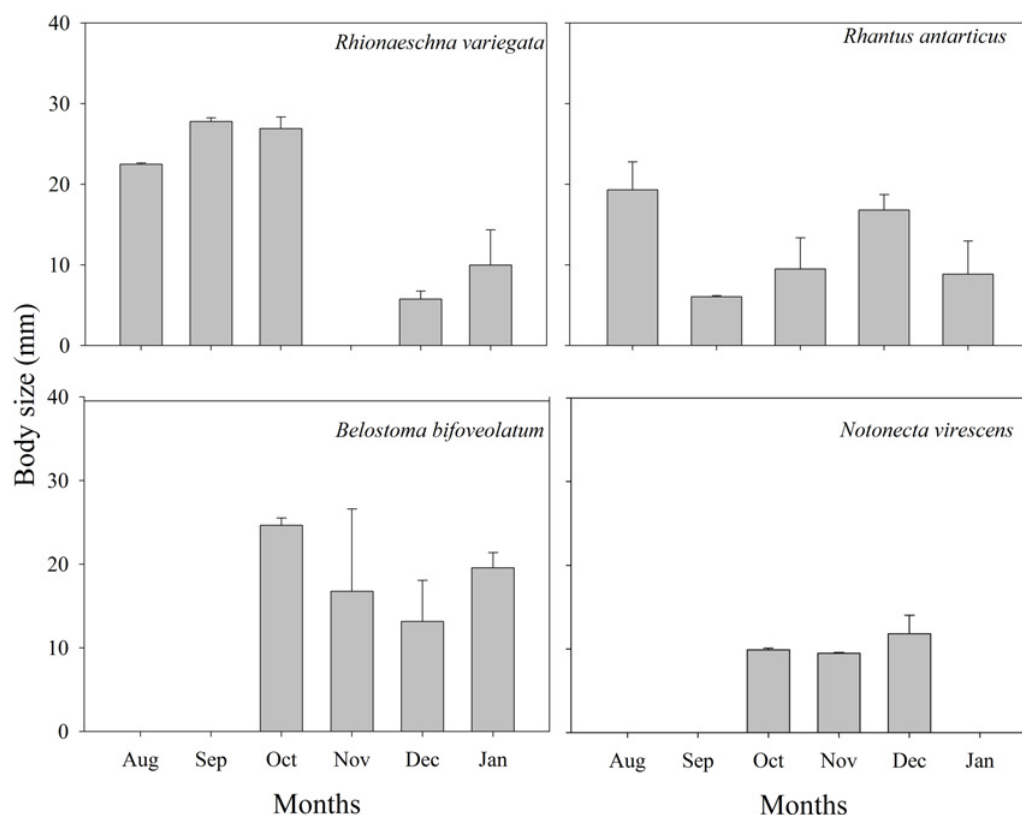 40
30
20
10
0
Rhionaeschna variegata
Rhantus antarticus
Body size (mm)
40
30
20
10
0
Belostoma bifoveolatum
Notonecta virescens
Aug Sep Oct Nov Dec Jan
Aug Sep Oct Nov Dec Jan
Months
Months